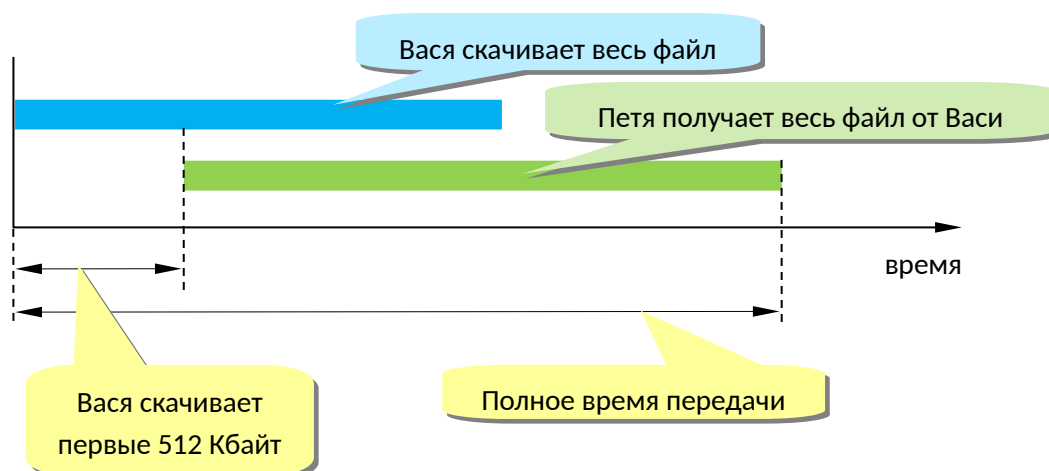 Вася скачивает весь файл
Петя получает весь файл от Васи
время
Вася скачивает
первые 512 Кбайт
Полное время передачи